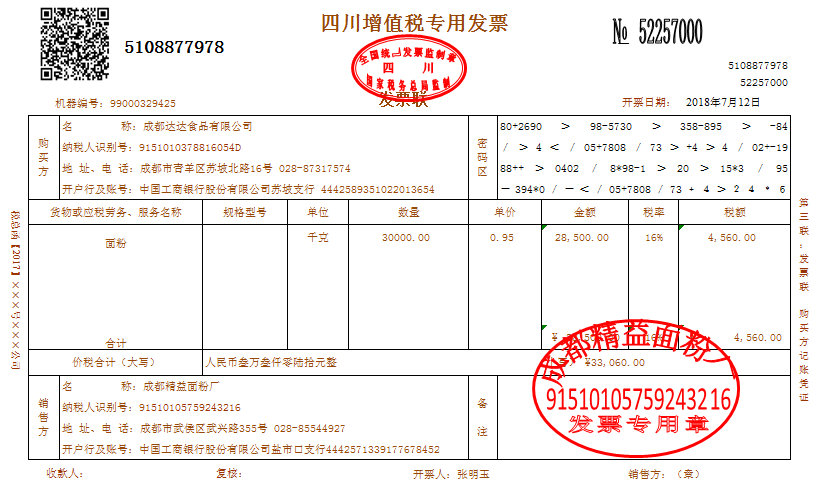 四川增值税专用发票
5108877978
№ 52257000
全国统一发票监制章
四 川
国家税务总局监制
5108877978
52257000
发票联
机器编号: 99000329425
开票日期: 2018年7月12日
购买方
名 称: 成都达达食品有限公司
纳税人识别号: 9151010378816054D
地 址、电 话: 成都市青羊区苏坡北路16号 028-87317574
开户行及账号: 中国工商银行股份有限公司苏坡支行 4442589351022013654
密码区
80+2690 > 98-5730 > 358-895 > -84
/ > 4 < / 05+7808 / 73 > +4 > 4 / 02+-19
88++ > 0402 / 8*98-1 > 20 > 15*3 / 95
-394*0 / -< / 05+7808 / 73 + 4 > 2 4 * 6
货物或应税劳务、服务名称 规格型号 单位 数量 单价 金额 税率 税额
面粉 千克 30000.00 0.95 28,500.00 16% 4,560.00
合计 4,560.00
价税合计(大写) 人民币叁万叁仟零陆拾元整 ¥33,060.00
销售方
名 称: 成都精益面粉厂
纳税人识别号: 91510105759243216
地 址、电 话: 成都市武侯区武兴路355号 028-85544927
开户行及账号: 中国工商银行股份有限公司盐市口支行4442571339177678452
备注
成都精益面粉厂
91510105759243216
发票专用章
收款人: 复核: 开票人: 张明玉 销售方: (章)
税总函【2017】×××号×××公司
第三联:发票联 购买方记账凭证